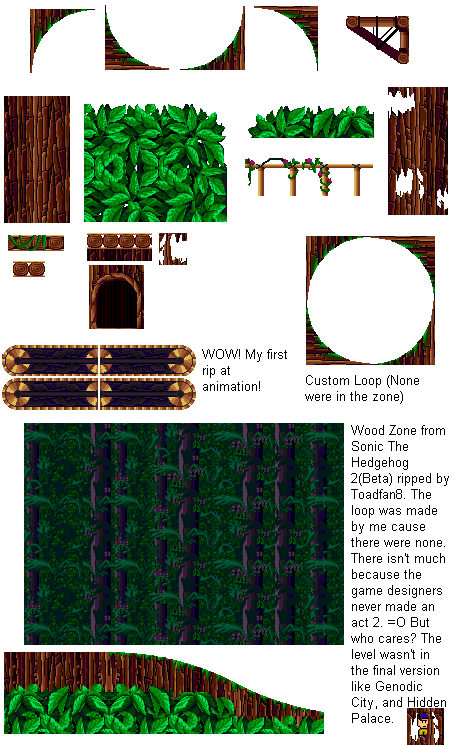 WOW! My first
rip at
animation!
Custom Loop (None
were in the zone)
Wood Zone from
Sonic The
Hedgehog
2(Beta) ripped by
Toadfan8. The
loop was made
by me cause
there were none.
There isn't much
because the
game designers
never made an
act 2. =O But
who cares? The
level wasn't in
the final version
like Genodic
City, and Hidden
Palace.